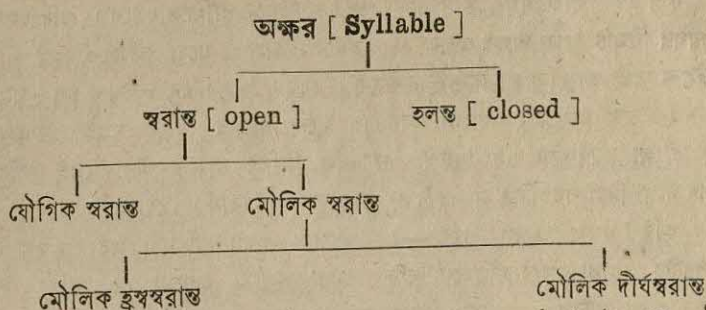 অক্ষর [ Syllable ]
স্বরান্ত [ open ] হলন্ত [ closed ]
যৌগিক স্বরান্ত মৌলিক স্বরান্ত
মৌলিক হ্রস্বস্বরান্ত মৌলিক দীর্ঘস্বরান্ত